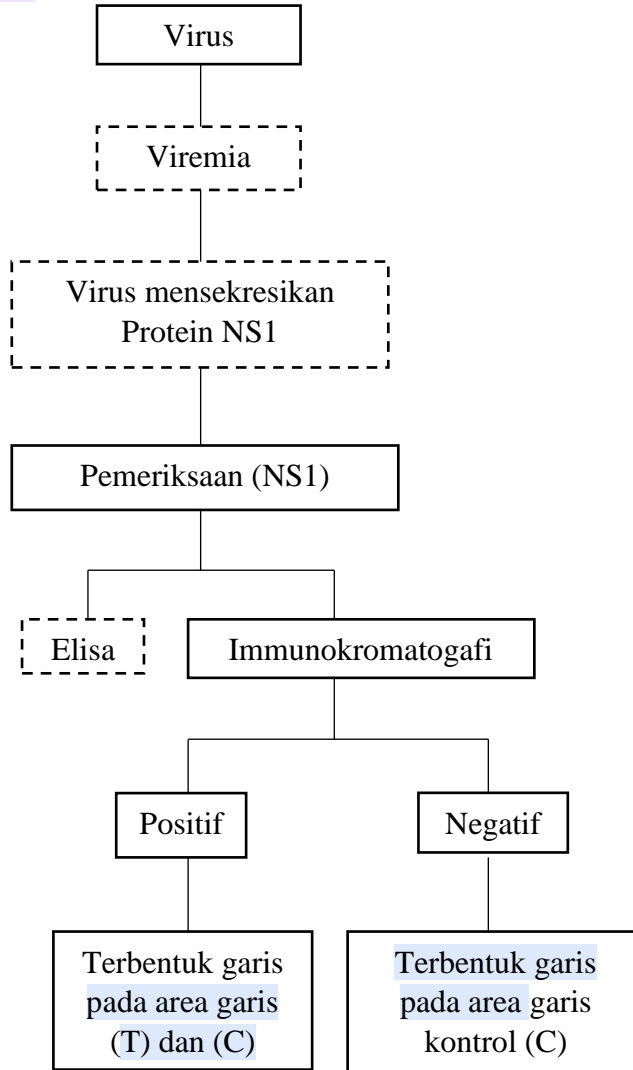 Virus
Viremia
Virus mensekresikan
Protein NS1
Pemeriksaan (NS1)
Elisa
Immunokromatogafi
Positif
Negatif
Terbentuk garis
pada area garis
(T) dan (C)
Terbentuk garis
pada area garis
kontrol (C)